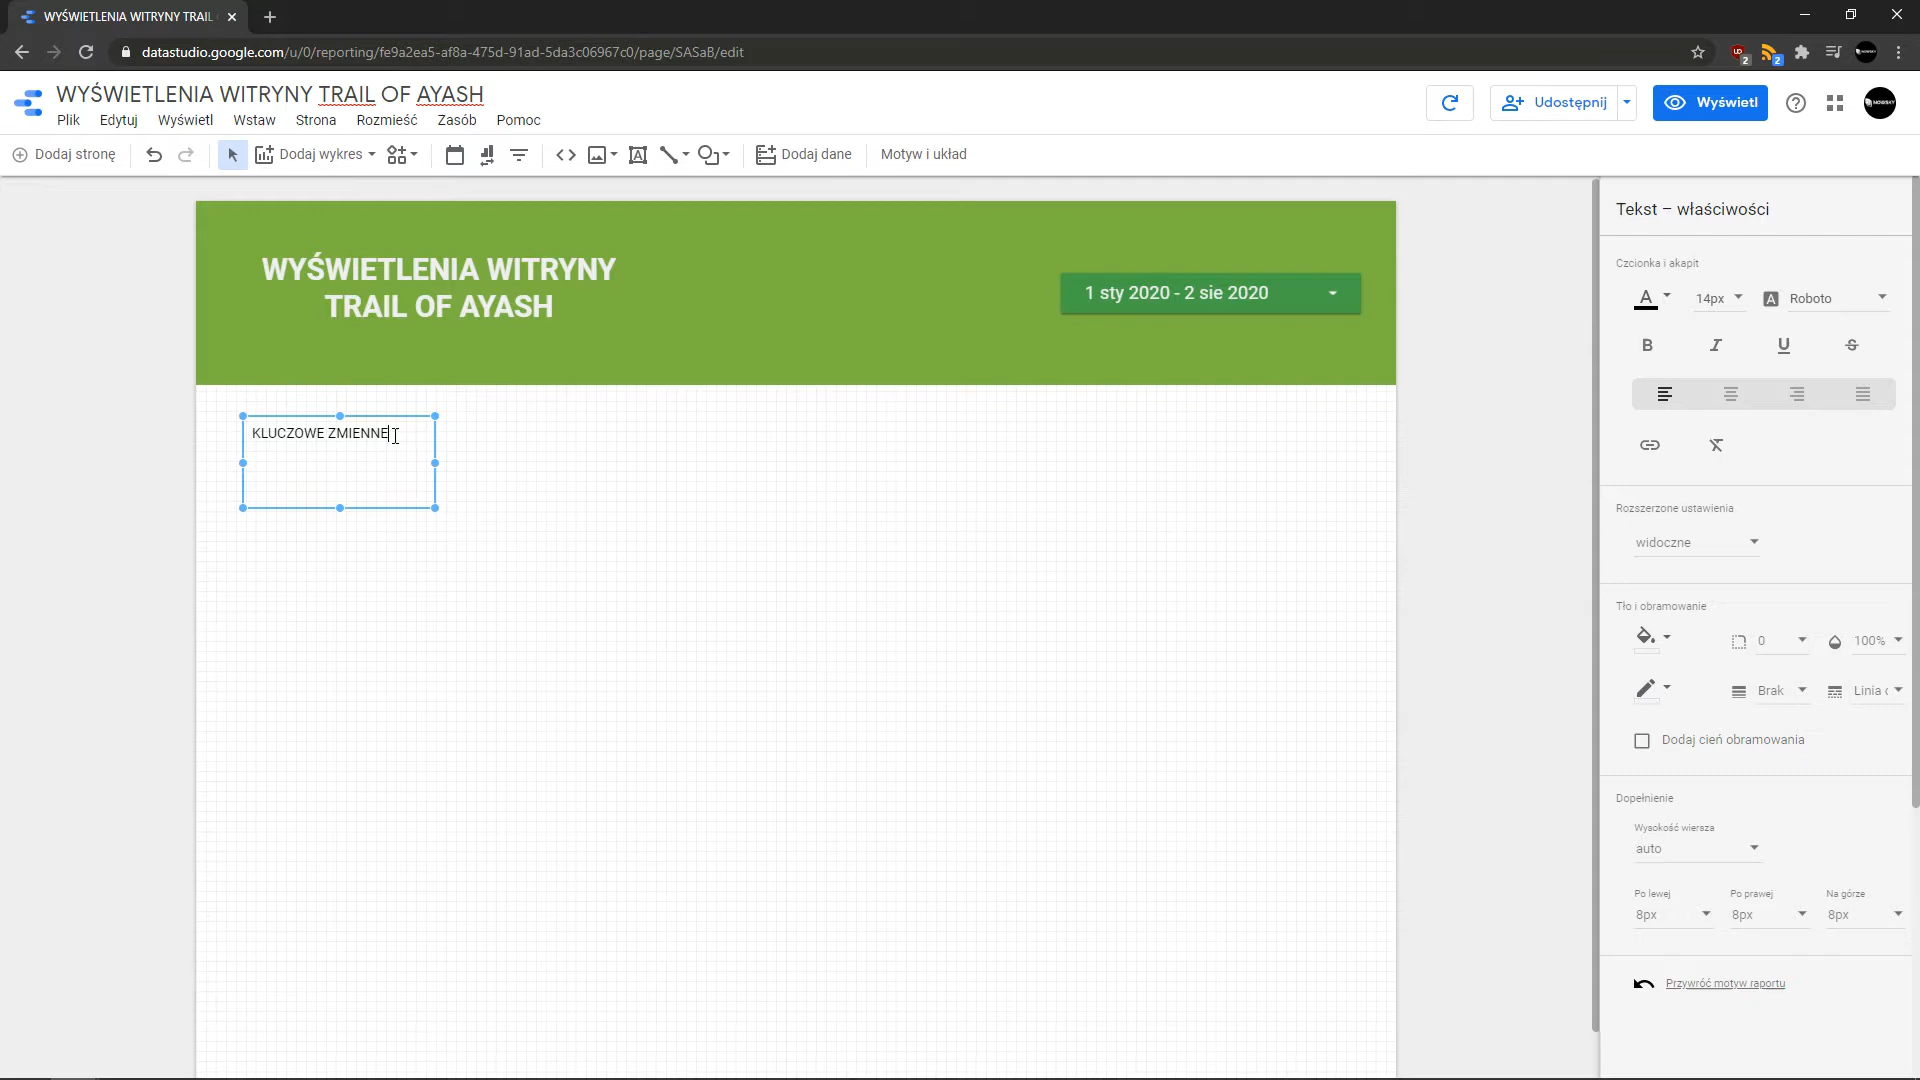 WYŚWIETLENIA WITRYNY TRAIL
datastudio.google.com/u/0/reporting/fe9a2ea5-af8a-475d-91ad-5da3c06967c0/page/SASaB/edit
2
2
WYŚWIETLENIA WITRYNY TRAIL OF AYASH
Plik Edytuj Wyświetl Wstaw Strona Rozmieść Zasób Pomoc
Udostępnij
Wyświetl
Dodaj stronę
Dodaj wykres
Dodaj dane
Motyw i układ
WYŚWIETLENIA WITRYNY
TRAIL OF AYASH
1 sty 2020 - 2 sie 2020
KLUCZOWE ZMIENNE
Tekst – właściwości
Czcionka i akapit
A 14px A Roboto
B I U S
Rozszerzone ustawienia
widoczne
Tło i obramowanie
0 100%
Brak Linia c
Dodaj cień obramowania
Dopełnienie
Wysokość wiersza
auto
Po lewej Po prawej Na górze
8px 8px 8px
Przywróć motyw raportu